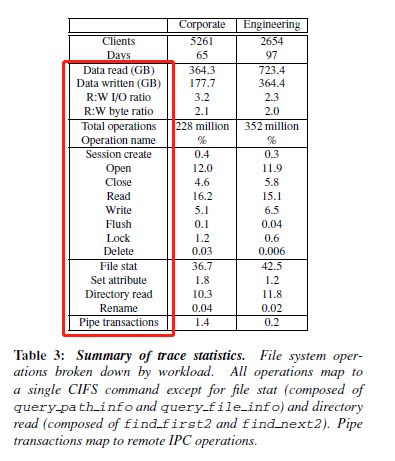 Corporate Engineering
Clients 5261 2654
Days 65 97
Data read (GB) 364.3 723.4
Data written (GB) 177.7 364.4
R:W I/O ratio 3.2 2.3
R:W byte ratio 2.1 2.0
Total operations 228 million 352 million
Operation name % %
Session create 0.4 0.3
Open 12.0 11.9
Close 4.6 5.8
Read 16.2 15.1
Write 5.1 6.5
Flush 0.1 0.04
Lock 1.2 0.6
Delete 0.03 0.006
File stat 36.7 42.5
Set attribute 1.8 1.2
Directory read 10.3 11.8
Rename 0.04 0.02
Pipe transactions 1.4 0.2
Table 3: Summary of trace statistics. File system oper-
ations broken down by workload. All operations map to
a single CIFS command except for file stat (composed of
query_path_info and query_file_info) and directory
read (composed of find_first2 and find_next2). Pipe
transactions map to remote IPC operations.